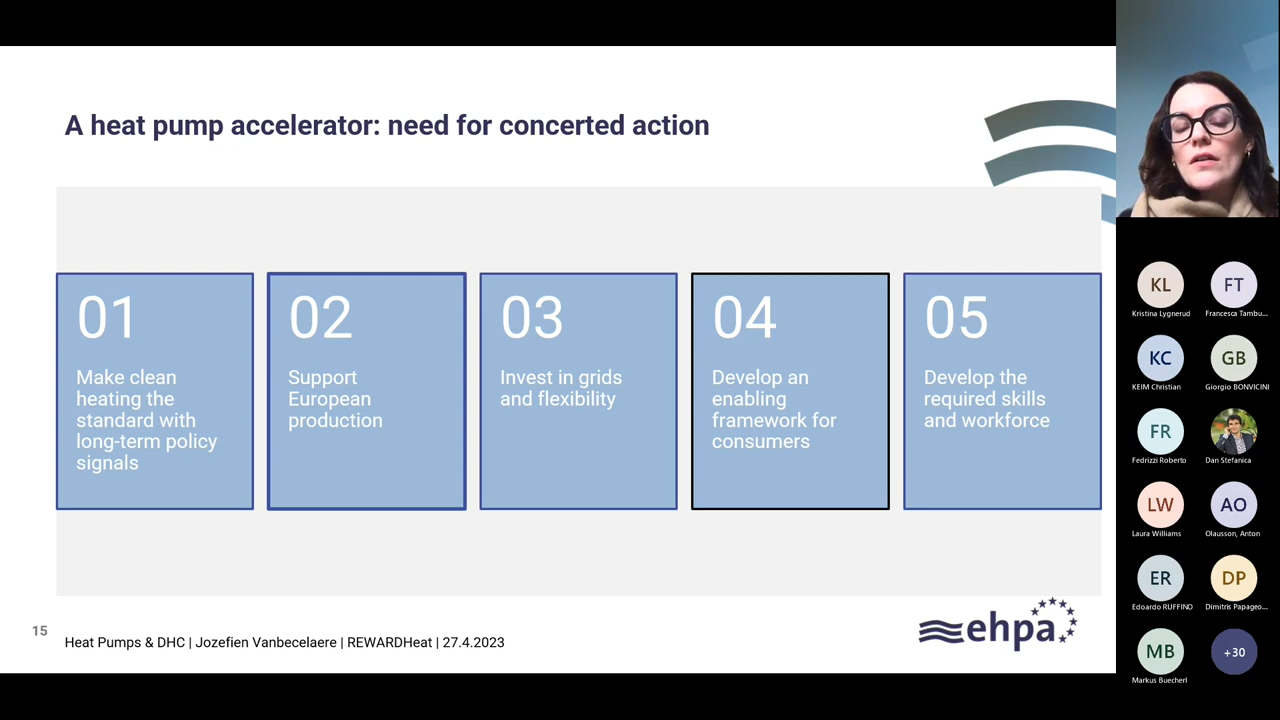 A heat pump accelerator: need for concerted action
01
Make clean
heating the
standard with
long-term policy
signals
02
Support
European
production
03
Invest in grids
and flexibility
04
Develop an
enabling
framework for
consumers
05
Develop the
required skills
and workforce
15
Heat Pumps & DHC | Jozefien Vanbecelaere | REWARDHeat | 27.4.2023
ehpa
KL
Kristina Lygnerud
FT
Francesca Tambu...
KC
KEIM Christian
GB
Giorgio BONVICINI
FR
Fedrizzi Roberto
Dan Stefanica
LW
Laura Williams
AO
Olausson, Anton
ER
Edoardo RUFFINO
DP
Dimitris Papageo...
MB
Markus Buecherl
+30